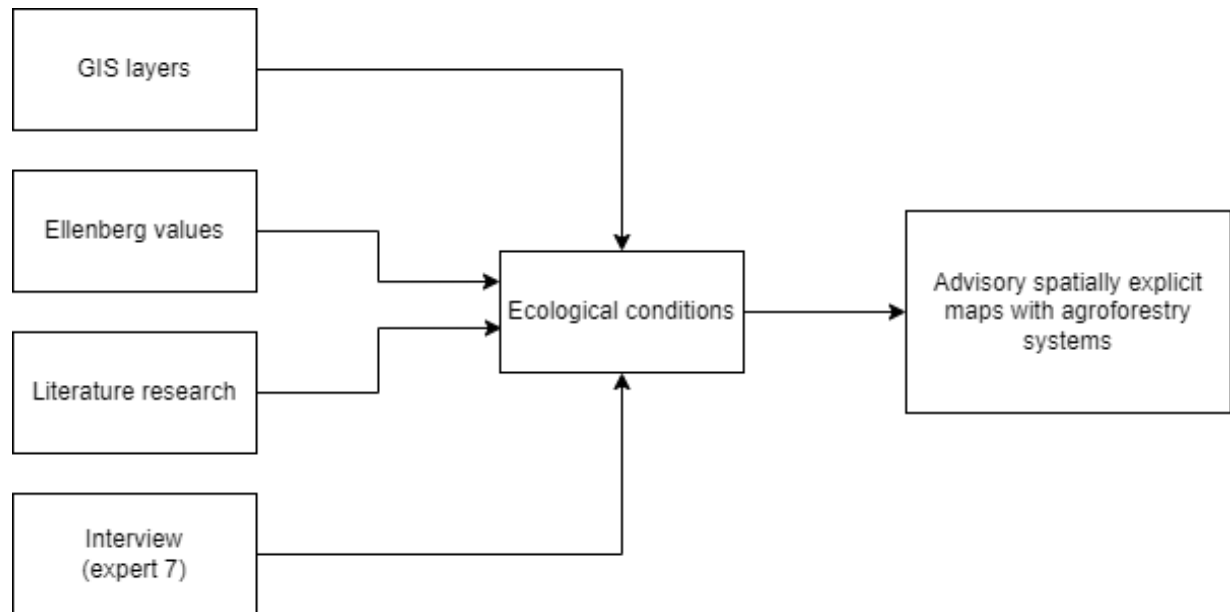 GIS layers
Ellenberg values
Literature research
Interview
(expert 7)
Ecological conditions
Advisory spatially explicit
maps with agroforestry
systems